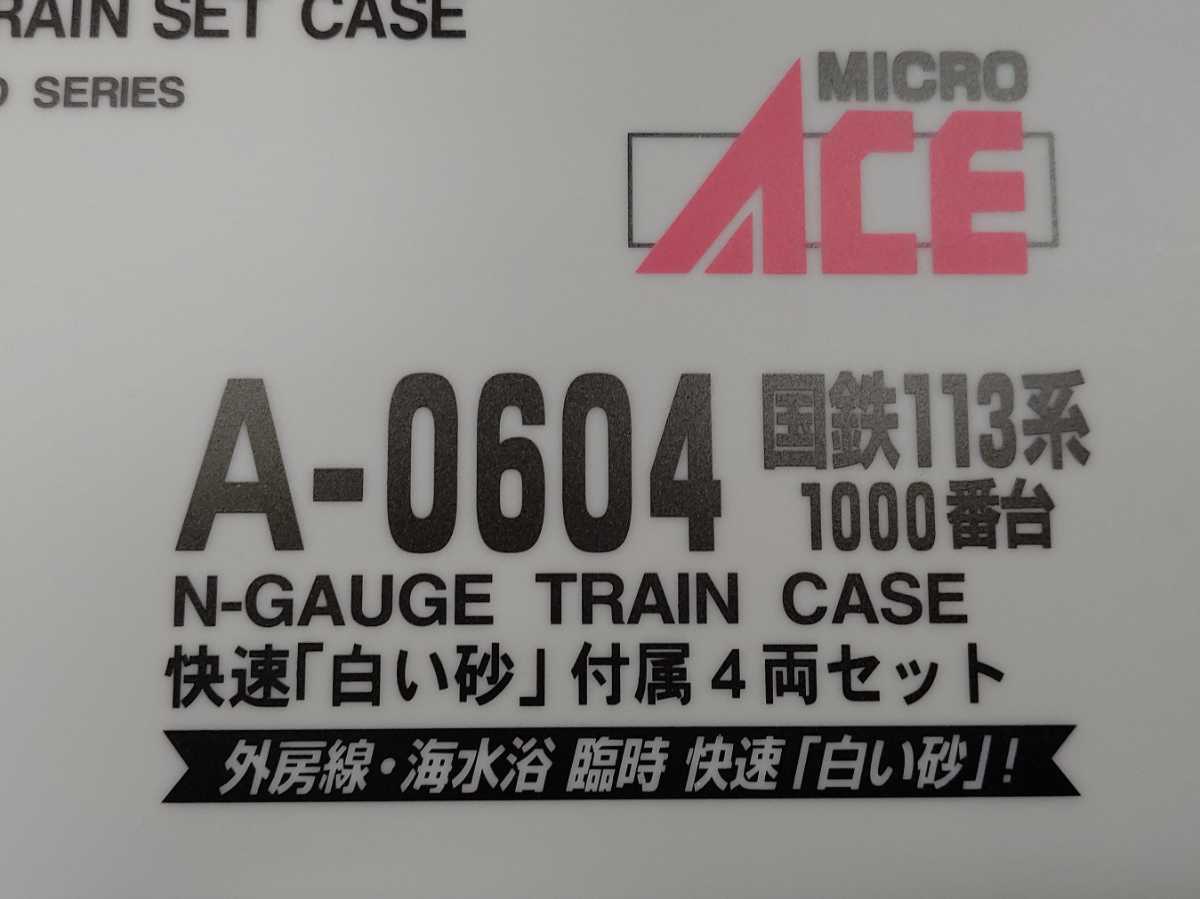 RAIN SET CASE
SERIES
MICRO
ACE
A-0604 国鉄113系
1000番台
N-GAUGE TRAIN CASE
快速「白い砂」付属4両セット
外房線・海水浴 臨時 快速「白い砂」!